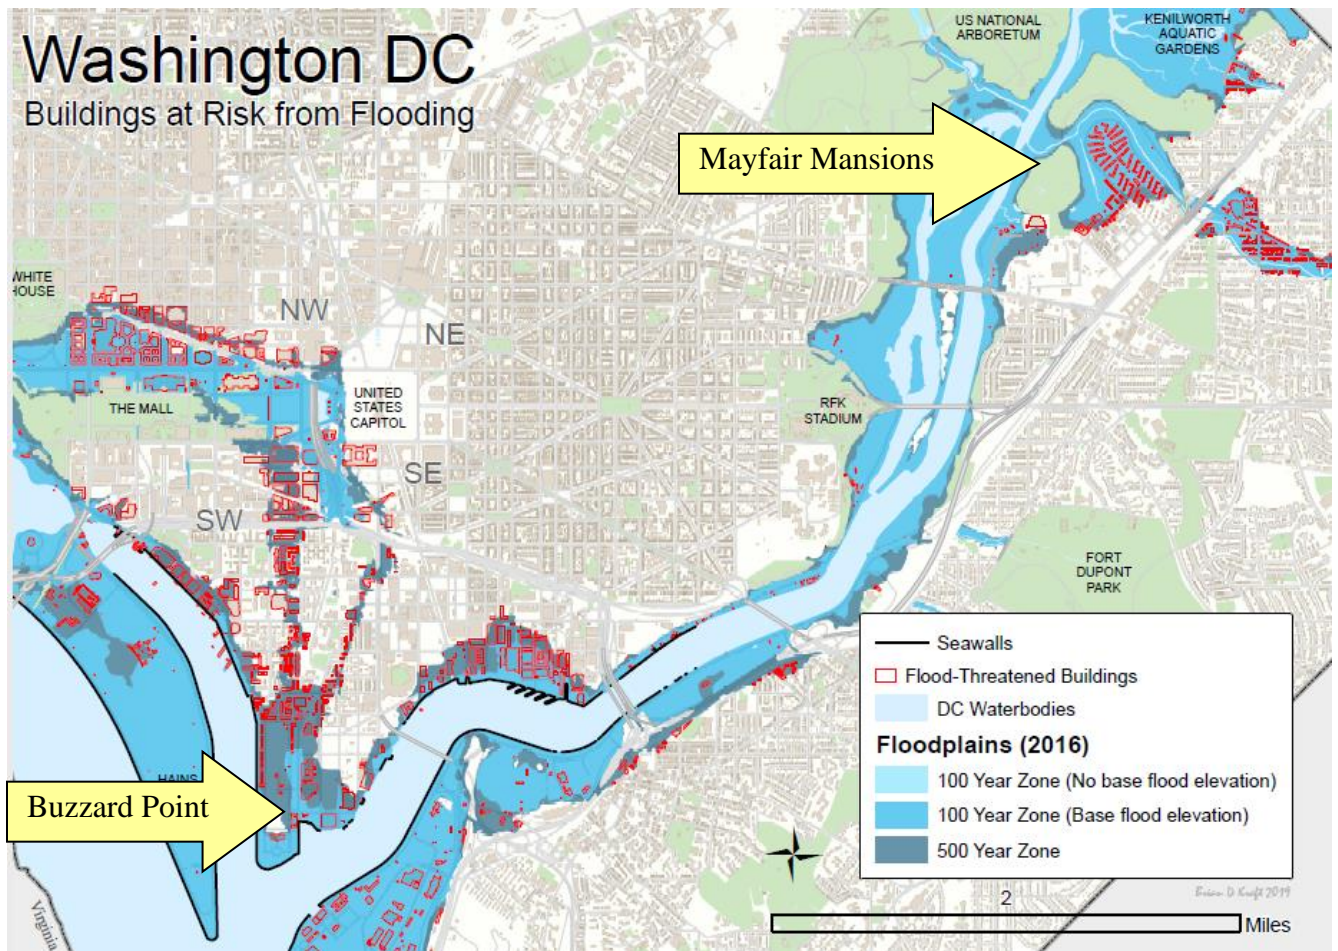 Washington DC
Buildings at Risk from Flooding
US NATIONAL
ARBORETUM
KENILWORTH
AQUATIC
GARDENS
Mayfair Mansions
WHITE
HOUSE
NW
NE
THE MALL
UNITED
STATES
CAPITOL
RFK
STADIUM
SE
SW
FORT
DUPONT
PARK
HAINS
Buzzard Point
Virginia
Seawalls
Flood-Threatened Buildings
DC Waterbodies
Floodplains (2016)
100 Year Zone (No base flood elevation)
100 Year Zone (Base flood elevation)
500 Year Zone
Brian D Kraft 2019
2
Miles